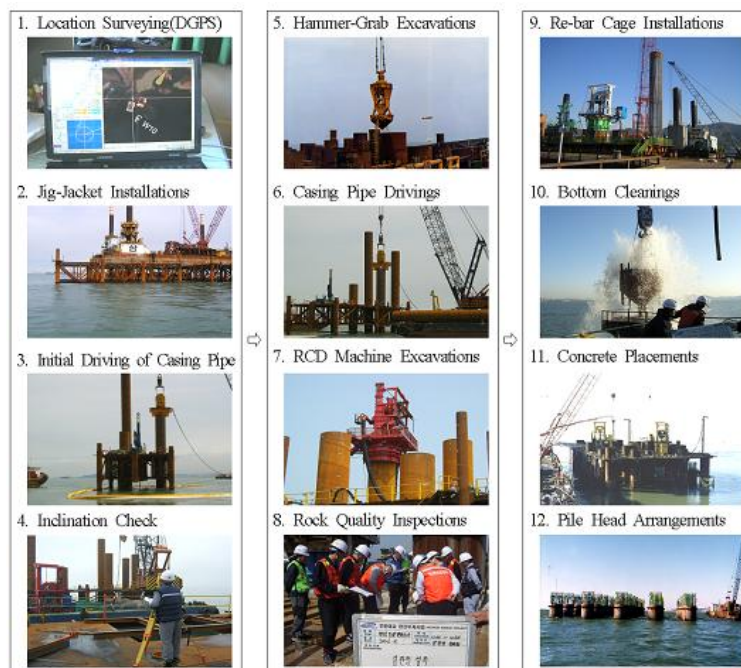 1. Location Surveying(DGPS)
F W10
2. Jig-Jacket Installations
3. Initial Driving of Casing Pipe
4. Inclination Check
5. Hammer-Grab Excavations
6. Casing Pipe Drivings
7. RCD Machine Excavations
8. Rock Quality Inspections
9. Re-bar Cage Installations
10. Bottom Cleanings
11. Concrete Placements
12. Pile Head Arrangements